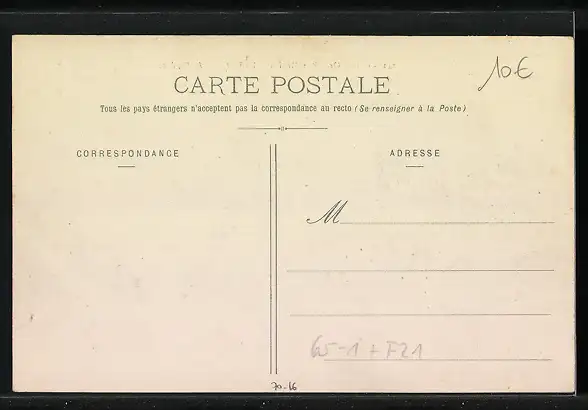 10 €
CARTE POSTALE
Tous les pays étrangers n'acceptent pas la correspondance au recto (Se renseigner à la Poste)
CORRESPONDANCE
ADRESSE
M
65-1 + F21
70-16